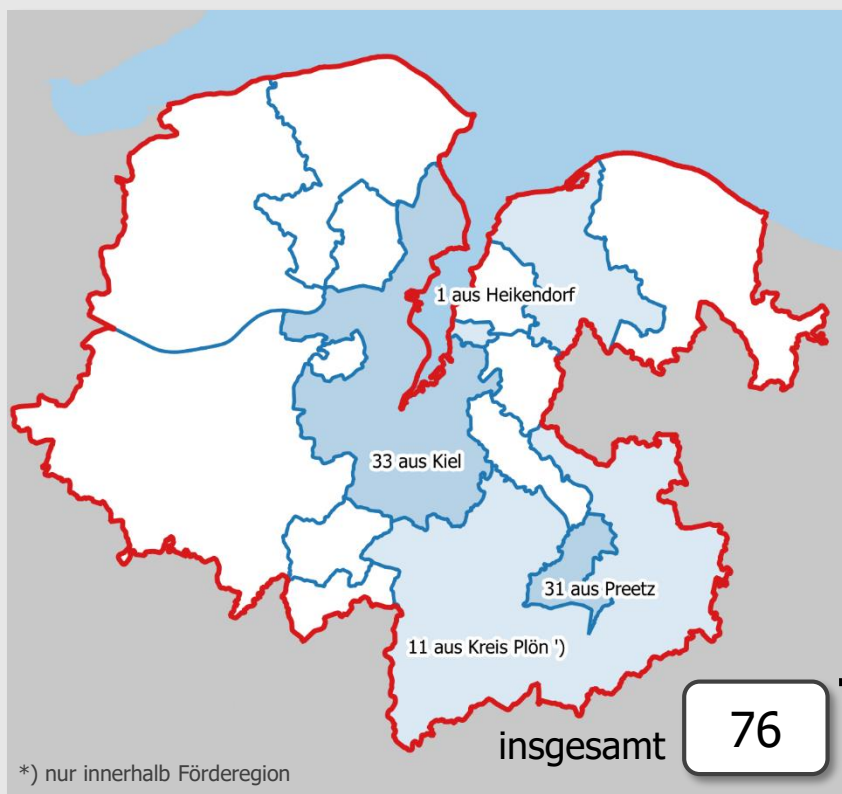 1 aus Heikendorf
33 aus Kiel
31 aus Preetz
11 aus Kreis Plön ')
insgesamt 76
*) nur innerhalb Förderegion